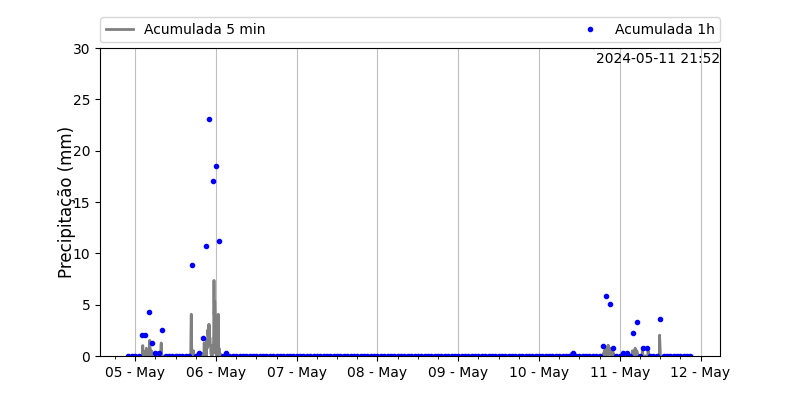 Acumulada 5 min Acumulada 1h
2024-05-11 21:52
Precipitação (mm)
30
25
20
15
10
5
0
05 - May 06 - May 07 - May 08 - May 09 - May 10 - May 11 - May 12 - May